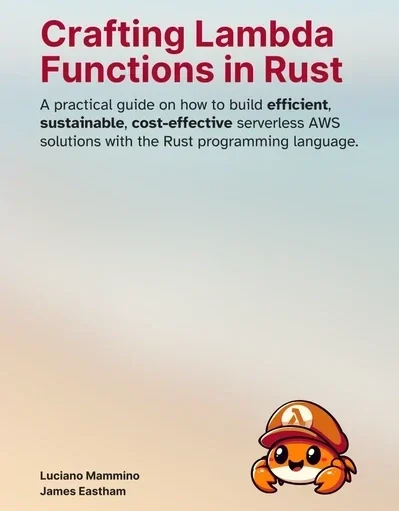 Crafting Lambda
Functions in Rust
A practical guide on how to build efficient,
sustainable, cost-effective serverless AWS
solutions with the Rust programming language.
Luciano Mammino
James Eastham